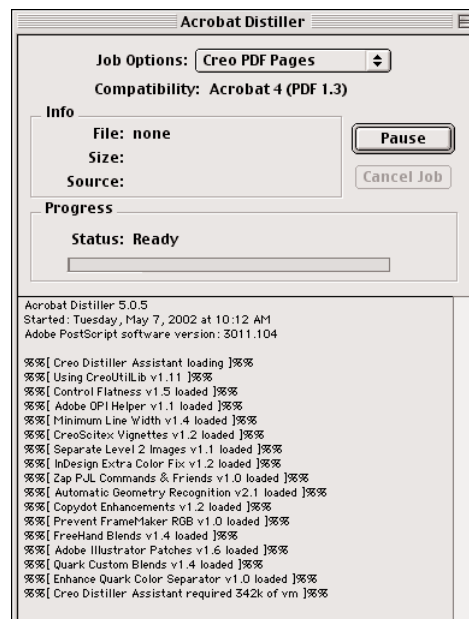 Acrobat Distiller
Job Options: Creo PDF Pages
Compatibility: Acrobat 4 (PDF 1.3)
Info
File: none
Size:
Source:
Pause
Cancel Job
Progress
Status: Ready
Acrobat Distiller 5.0.5
Started: Tuesday, May 7, 2002 at 10:12 AM
Adobe PostScript software version: 3011.104
%%[ Creo Distiller Assistant loading ]%%
%%[ Using CreoUtilLib v1.11 ]%%
%%[ Control Flatness v1.5 loaded ]%%
%%[ Adobe OPI Helper v1.1 loaded ]%%
%%[ Minimum Line Width v1.4 loaded ]%%
%%[ CreoScitex Vignettes v1.2 loaded ]%%
%%[ Separate Level 2 Images v1.1 loaded ]%%
%%[ InDesign Extra Color Fix v1.2 loaded ]%%
%%[ Zap PJL Commands & Friends v1.0 loaded ]%%
%%[ Automatic Geometry Recognition v2.1 loaded ]%%
%%[ Copydot Enhancements v1.2 loaded ]%%
%%[ Prevent FrameMaker RGB v1.0 loaded ]%%
%%[ FreeHand Blends v1.4 loaded ]%%
%%[ Adobe Illustrator Patches v1.6 loaded ]%%
%%[ Quark Custom Blends v1.4 loaded ]%%
%%[ Enhance Quark Color Separator v1.0 loaded ]%%
%%[ Creo Distiller Assistant required 342k of vm ]%%